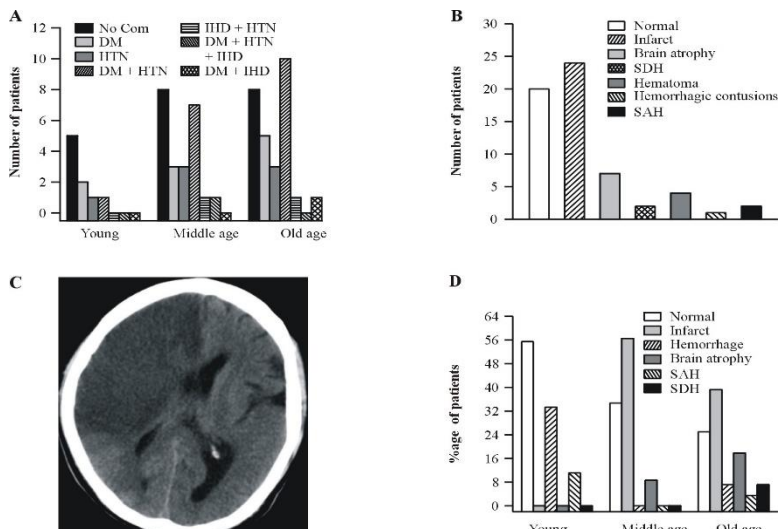 A
No Com
DM
HTN
DM + HTN
IHD + HTN
DM + HTN
+ IHD
DM + IHD
Number of patients
12
10
8
6
4
2
0
Young
Middle age
Old age
B
Normal
Infarct
Brain atrophy
SDH
Hematoma
Hemorrhagic contusions
SAH
Number of patients
30
25
20
15
10
5
0
C
D
Normal
Infarct
Hemorrhage
Brain atrophy
SAH
SDH
%age of patients
64
56
48
40
32
24
16
8
0
Young
Middle age
Old age